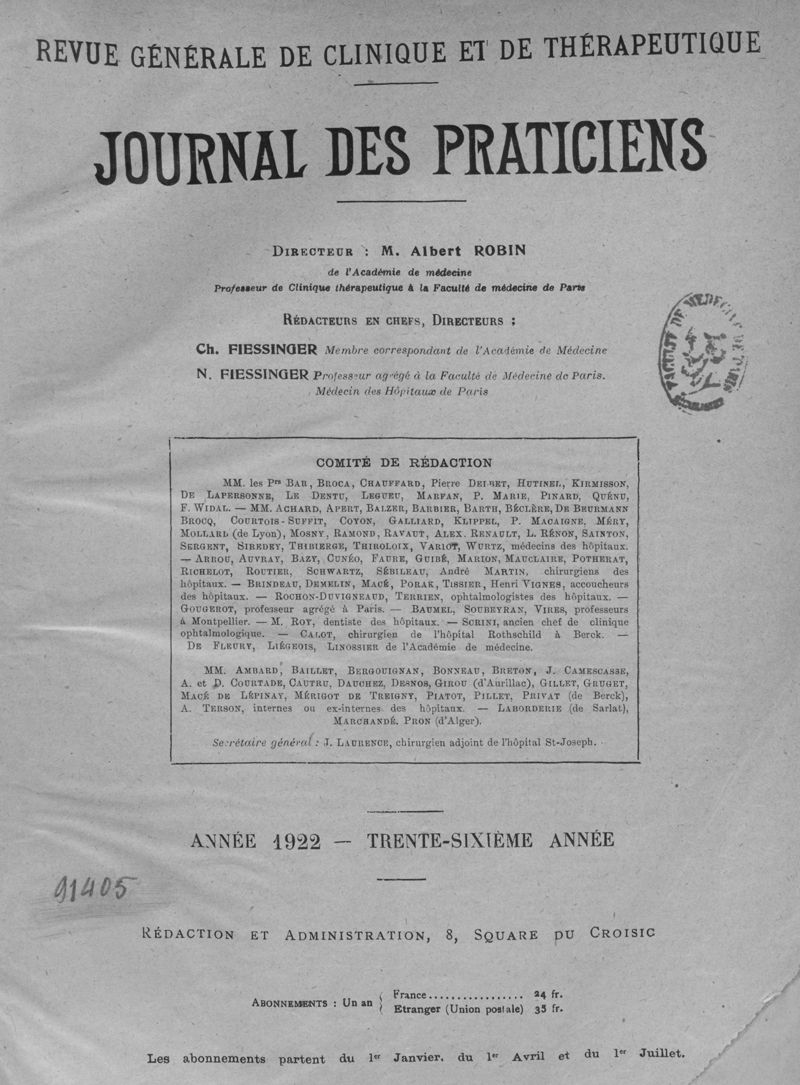 REVUE GÉNÉRALE DE CLINIQUE ET DE THÉRAPEUTIQUE
JOURNAL DES PRATICIENS
DIRECTEUR : M. Albert ROBIN
de l'Académie de médecine
Professeur de Clinique thérapeutique à la Faculté de médecine de Paris
RÉDACTEURS EN CHEFS, DIRECTEURS :
Ch. FIESSINGER Membre correspondant de l'Académie de Médecine
N. FIESSINGER Professeur agrégé à la Faculté de Médecine de Paris.
Médecin des Hôpitaux de Paris
COMITÉ DE RÉDACTION
MM. les Prs BAR, BROCA, CHAUFFARD, Pierre DELBET, HUTINEL, KIRMISSON,
DE LAPERSONNE, LE DENTU, LEGUEU, MARFAN, P. MARIE, PINARD, QUÉNU,
F. WIDAL. — MM. ACHARD, APERT, BALZER, BARBIER, BARTH, BÉCLÈRE, DE BEURMANN
BROCQ, COURTOIS-SUFFIT, COYON, GALLIARD, KLIPPEL, P. MACAIGNE, MÉRY,
MOLLARD (de Lyon), MOSNY, RAMOND, RAVAUT, ALEX. RENAULT, L. RÉNON, SAINTON,
SERGENT, SIREDEY, THIBIERGE, THIROLOIX, VARIOT, WURTZ, médecins des hôpitaux.
— ARROU, AUVRAY, BAZY, CUNÉO, FAURE, GUIBÉ, MARION, MAUCLAIRE, POTHERAT,
RICHELOT, ROUTIER, SCHWARTZ, SÉBILEAU, André MARTIN, chirurgiens des
hôpitaux. — BRINDEAU, DEMELIN, MACÉ, PORAK, TISSIER, Henri VIGNES, accoucheurs
des hôpitaux. — ROCHON-DUVIGNEAUD, TERRIEN, ophtalmologistes des hôpitaux. —
GOUGEROT, professeur agrégé à Paris. — BAUMEL, SOUBEYRAN, VIRES, professeurs
à Montpellier. — M. ROY, dentiste des hôpitaux. — SCRINI, ancien chef de clinique
ophtalmologique. — CALOT, chirurgien de l'hôpital Rothschild à Berck. —
DE FLEURY, LIÉGEOIS, LINOSSIER de l'Académie de médecine.
MM. AMBARD, BAILLET, BERGOUIGNAN, BONNEAU, BRETON, J. CAMESCASSE,
A. et D. COURTADE, CAUTRU, DAUCHEZ, DESNOS, GIROU (d'Aurillac), GILLET, GRUGET,
MACÉ DE LÉPINAY, MÉRIGOT DE TREIGNY, PIATOT, PILLET, PRIVAT (de Berck),
A. TERSON, internes ou ex-internes des hôpitaux. — LABORDERIE (de Sarlat),
MARCHANDÉ. PRON (d'Alger).
Secrétaire général : J. LAURENCE, chirurgien adjoint de l'hôpital St-Joseph.
ANNÉE 1922 — TRENTE-SIXIÈME ANNÉE
91405
RÉDACTION ET ADMINISTRATION, 8, SQUARE DU CROISIC
ABONNEMENTS : Un an { France................. 24 fr.
Etranger (Union postale) 35 fr.
Les abonnements partent du 1er Janvier, du 1er Avril et du 1er Juillet.